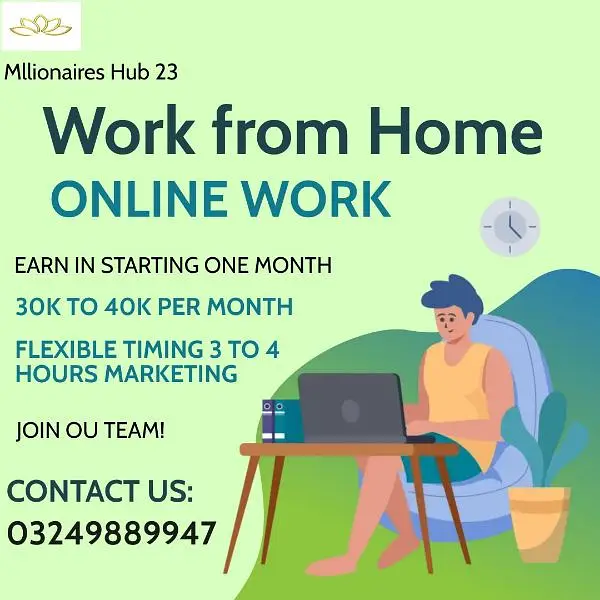 Mllionaires Hub 23
Work from Home
ONLINE WORK
EARN IN STARTING ONE MONTH
30K TO 40K PER MONTH
FLEXIBLE TIMING 3 TO 4
HOURS MARKETING
JOIN OU TEAM!
CONTACT US:
03249889947